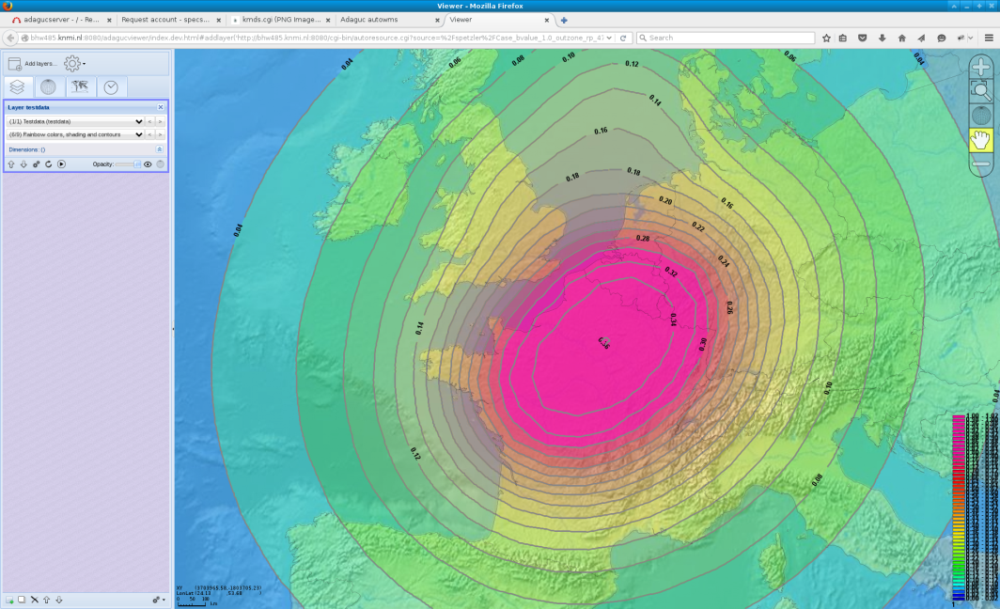 Viewer - Mozilla Firefox
adagucserver - / - Re...
Request account - specs...
kmds.cgi (PNG Image...
Adaguc autowms
Viewer
bhw485.knmi.nl:8080/adagucviewer/index.dev.html#addlayer('http://bhw485.knmi.nl:8080/cgi-bin/autoresource.cgi?source=%2Fspetzler%2FCase_bvalue_1.0_outzone_rp_47
Search
Add layers...
Layer testdata
(1/1) Testdata (testdata)
(6/9) Rainbow colors, shading and contours
Dimensions: ()
Opacity:
0.04
0.06
0.08
0.10
0.12
0.06
0.04
0.14
0.16
0.18
0.18
0.20
0.16
0.22
0.04
0.28
0.24
0.32
0.26
0.34
0.14
0.36
0.30
0.10
0.04
0.12
0.08
XY (3703965.58,-1803705.23)
LonLat (24.13 , 53.68 )
0 50 100
km
1